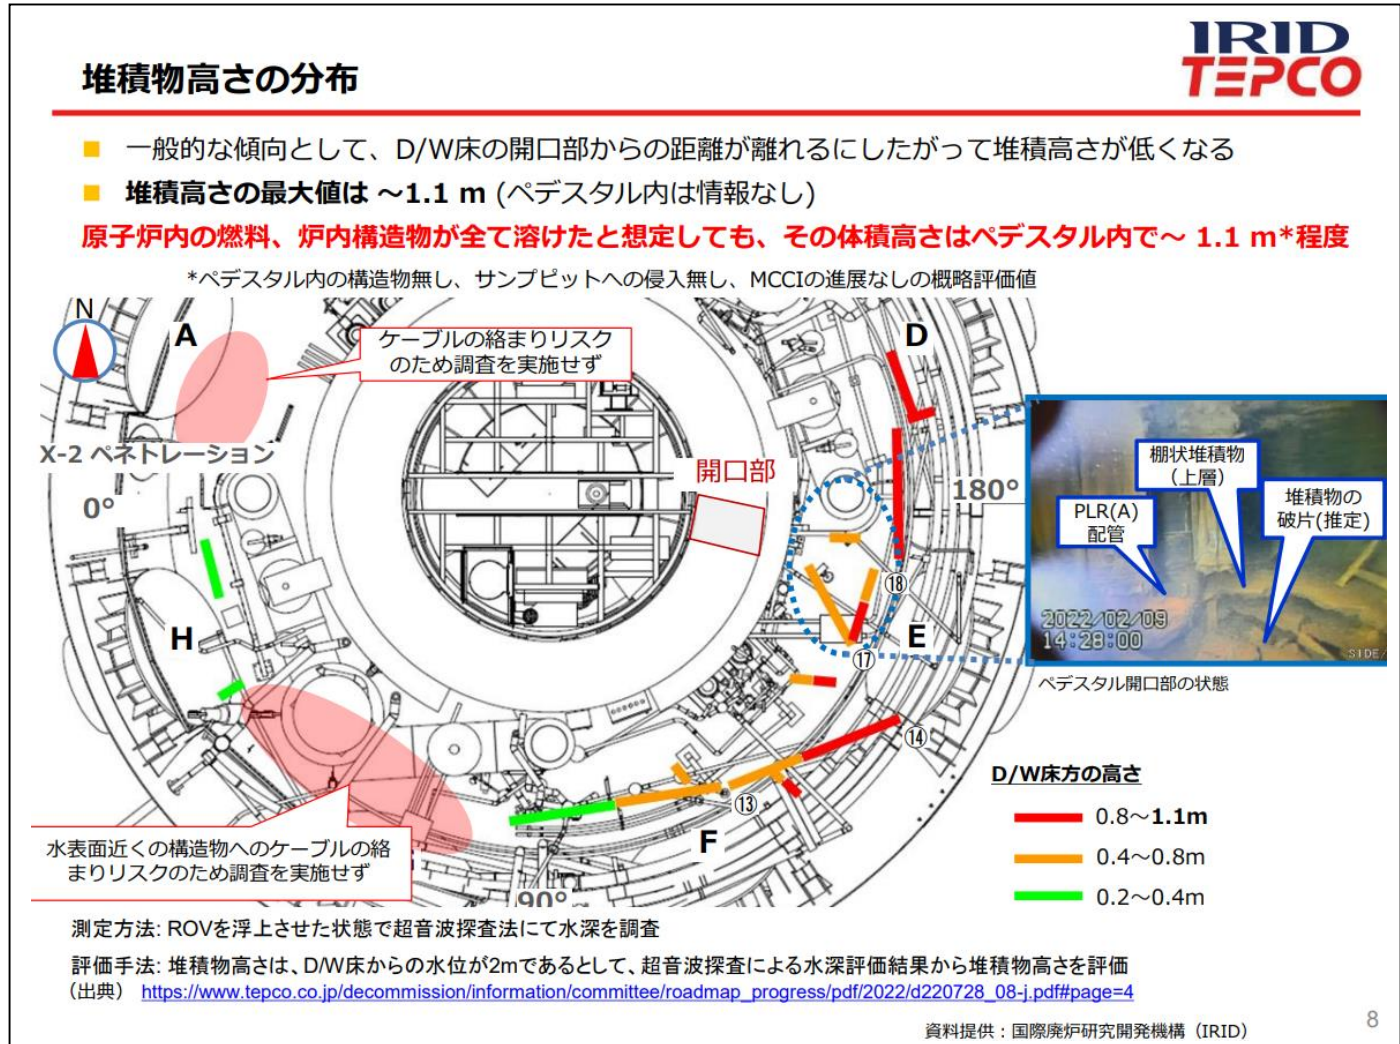 IRID
TEPCO
堆積物高さの分布
■ 一般的な傾向として、D/W床の開口部からの距離が離れるにしたがって堆積高さが低くなる
■ 堆積高さの最大値は ～1.1 m (ペデスタル内は情報なし)
原子炉内の燃料、炉内構造物が全て溶けたと想定しても、その体積高さはペデスタル内で～ 1.1 m*程度
*ペデスタル内の構造物無し、サンプピットへの侵入無し、MCCIの進展なしの概略評価値
N
A
ケーブルの絡まりリスク
のため調査を実施せず
D
X-2 ペネトレーション
0°
開口部
180°
棚状堆積物
(上層)
PLR(A)
配管
堆積物の
破片(推定)
2022/02/09
14:28:00
SIDE/
ペデスタル開口部の状態
⑱
E
⑰
H
⑭
⑬
F
90°
水表面近くの構造物へのケーブルの絡
まりリスクのため調査を実施せず
D/W床方の高さ
0.8～1.1m
0.4～0.8m
0.2～0.4m
測定方法: ROVを浮上させた状態で超音波探査法にて水深を調査
評価手法: 堆積物高さは、D/W床からの水位が2mであるとして、超音波探査による水深評価結果から堆積物高さを評価
（出典） https://www.tepco.co.jp/decommission/information/committee/roadmap_progress/pdf/2022/d220728_08-j.pdf#page=4
資料提供：国際廃炉研究開発機構（IRID）
8